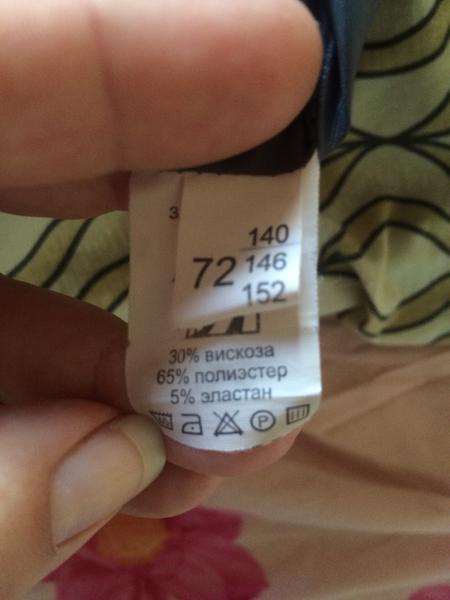 140
72 146
152
30% вискоза
65% полиэстер
5% эластан
P